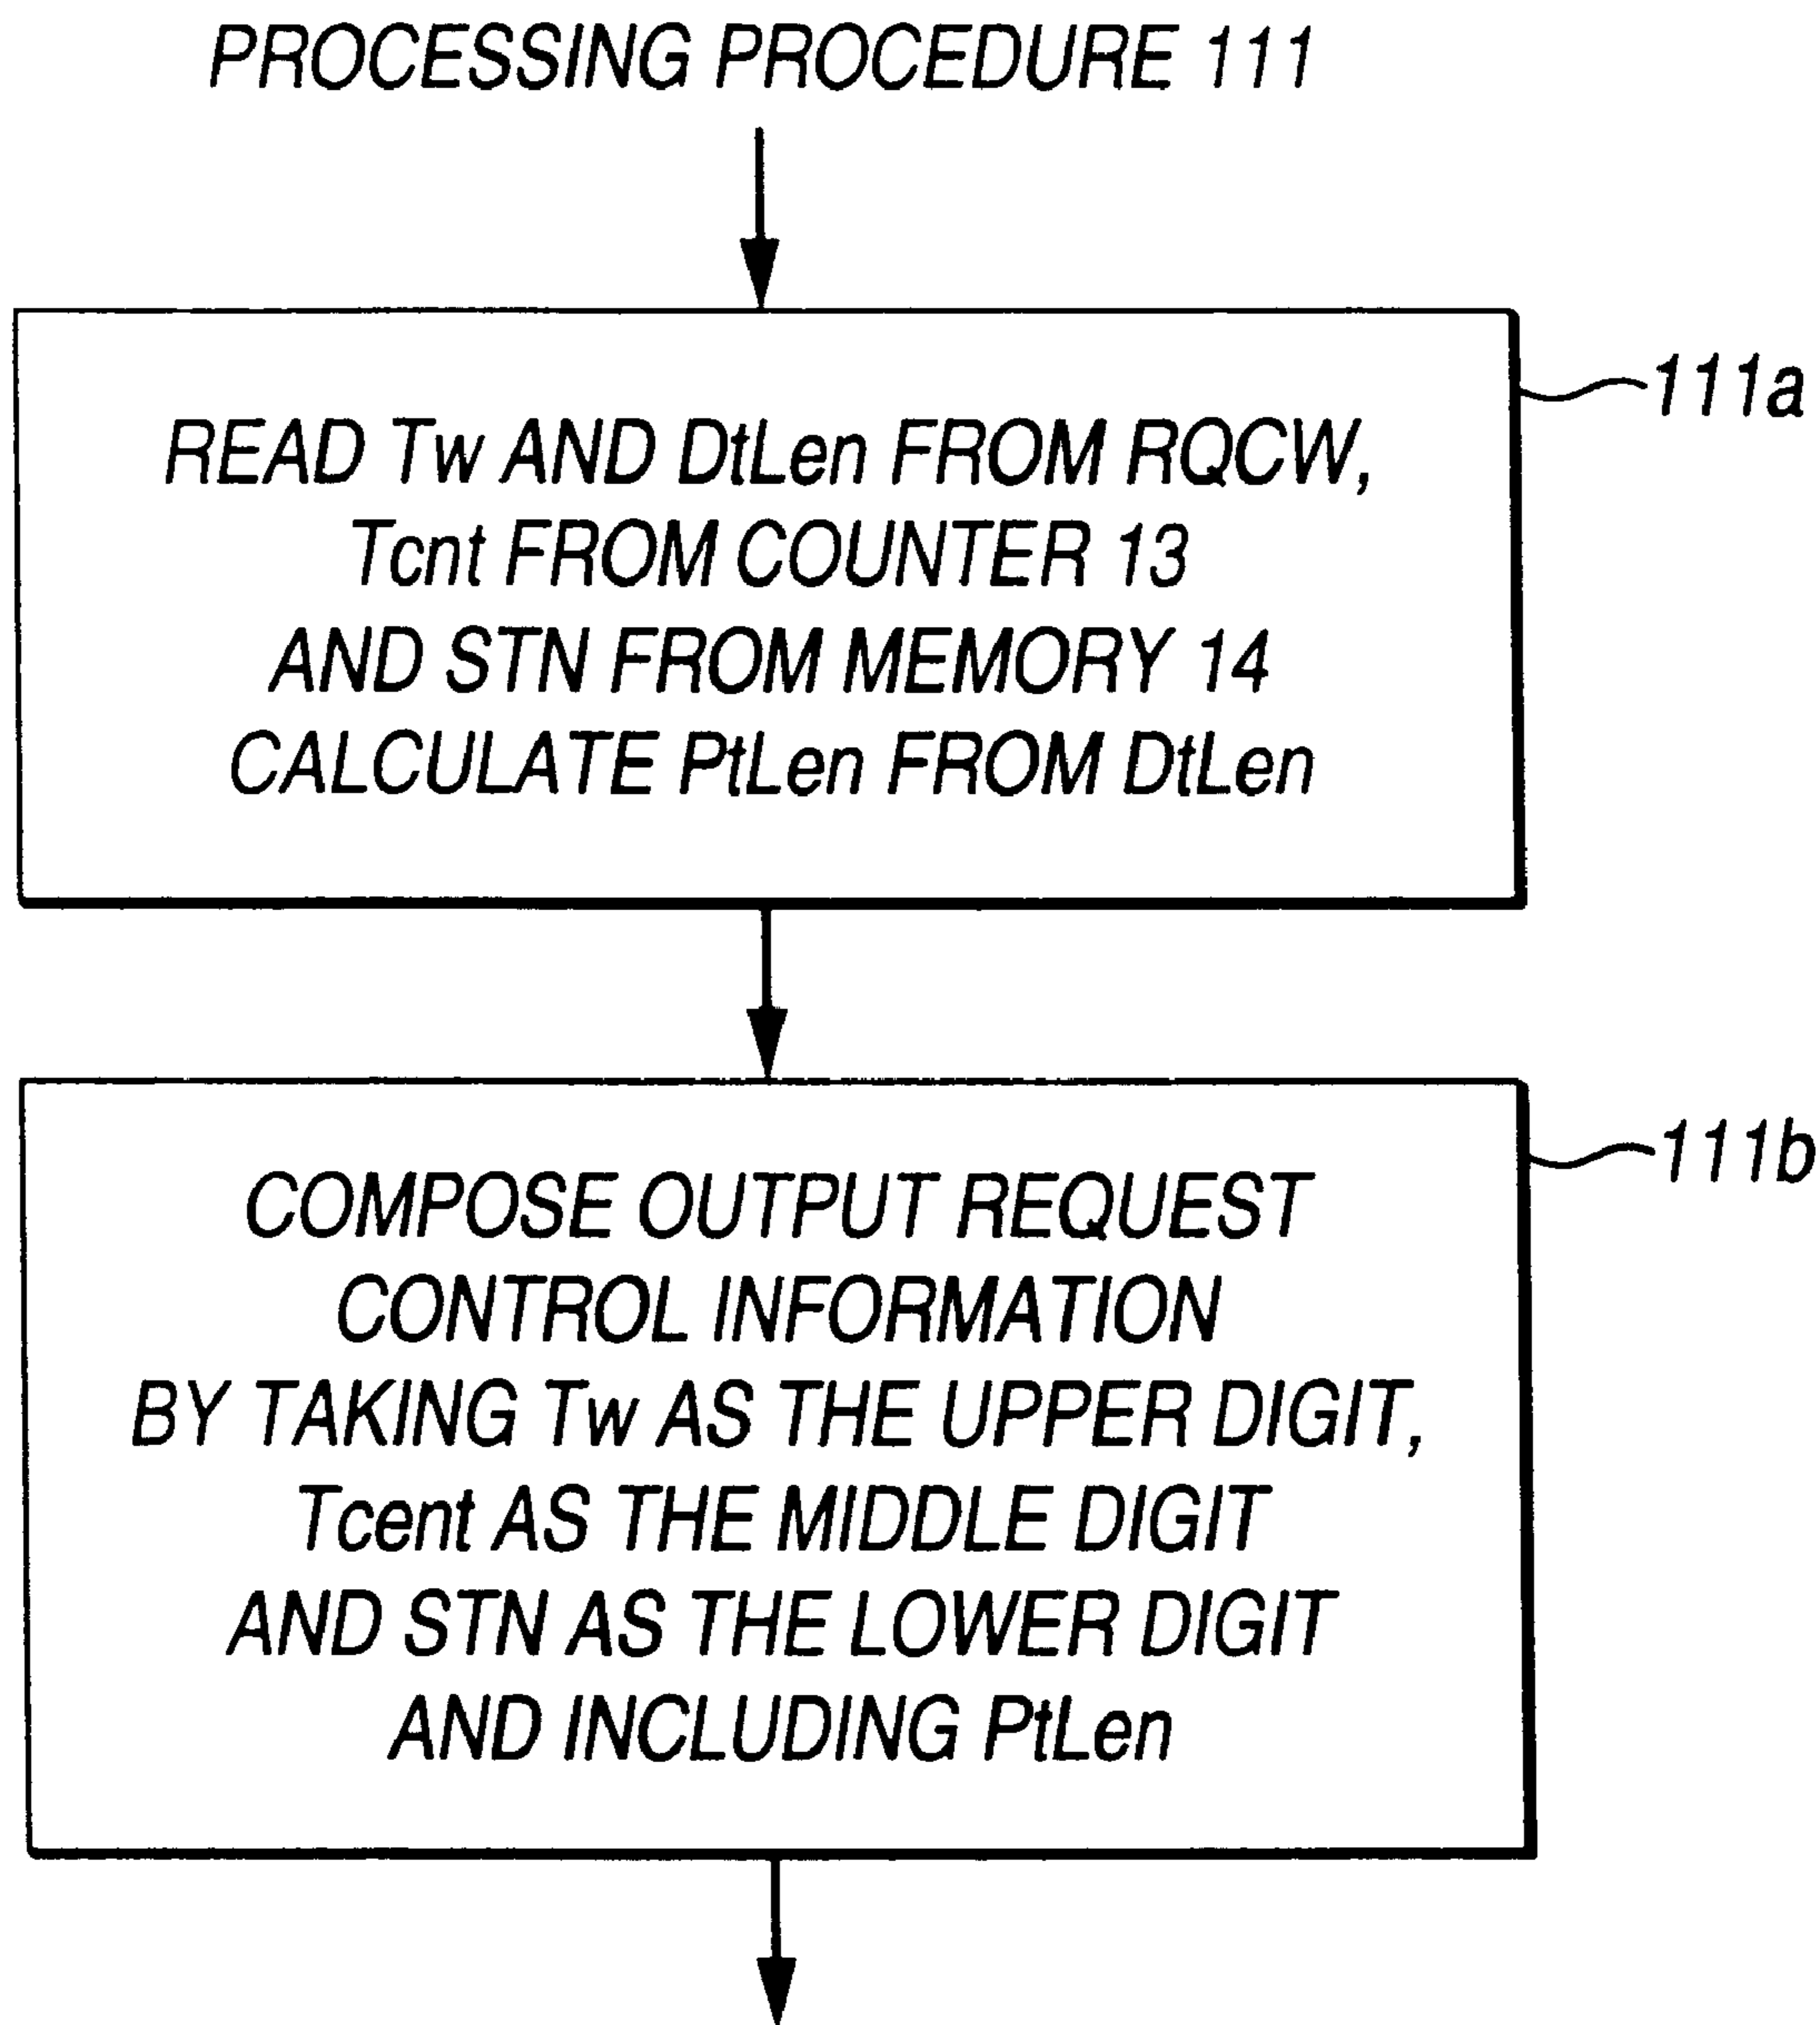 PROCESSING PROCEDURE 111
111a
READ Tw AND DtLen FROM RQCW,
Tcnt FROM COUNTER 13
AND STN FROM MEMORY 14
CALCULATE PtLen FROM DtLen
111b
COMPOSE OUTPUT REQUEST
CONTROL INFORMATION
BY TAKING Tw AS THE UPPER DIGIT,
Tcent AS THE MIDDLE DIGIT
AND STN AS THE LOWER DIGIT
AND INCLUDING PtLen